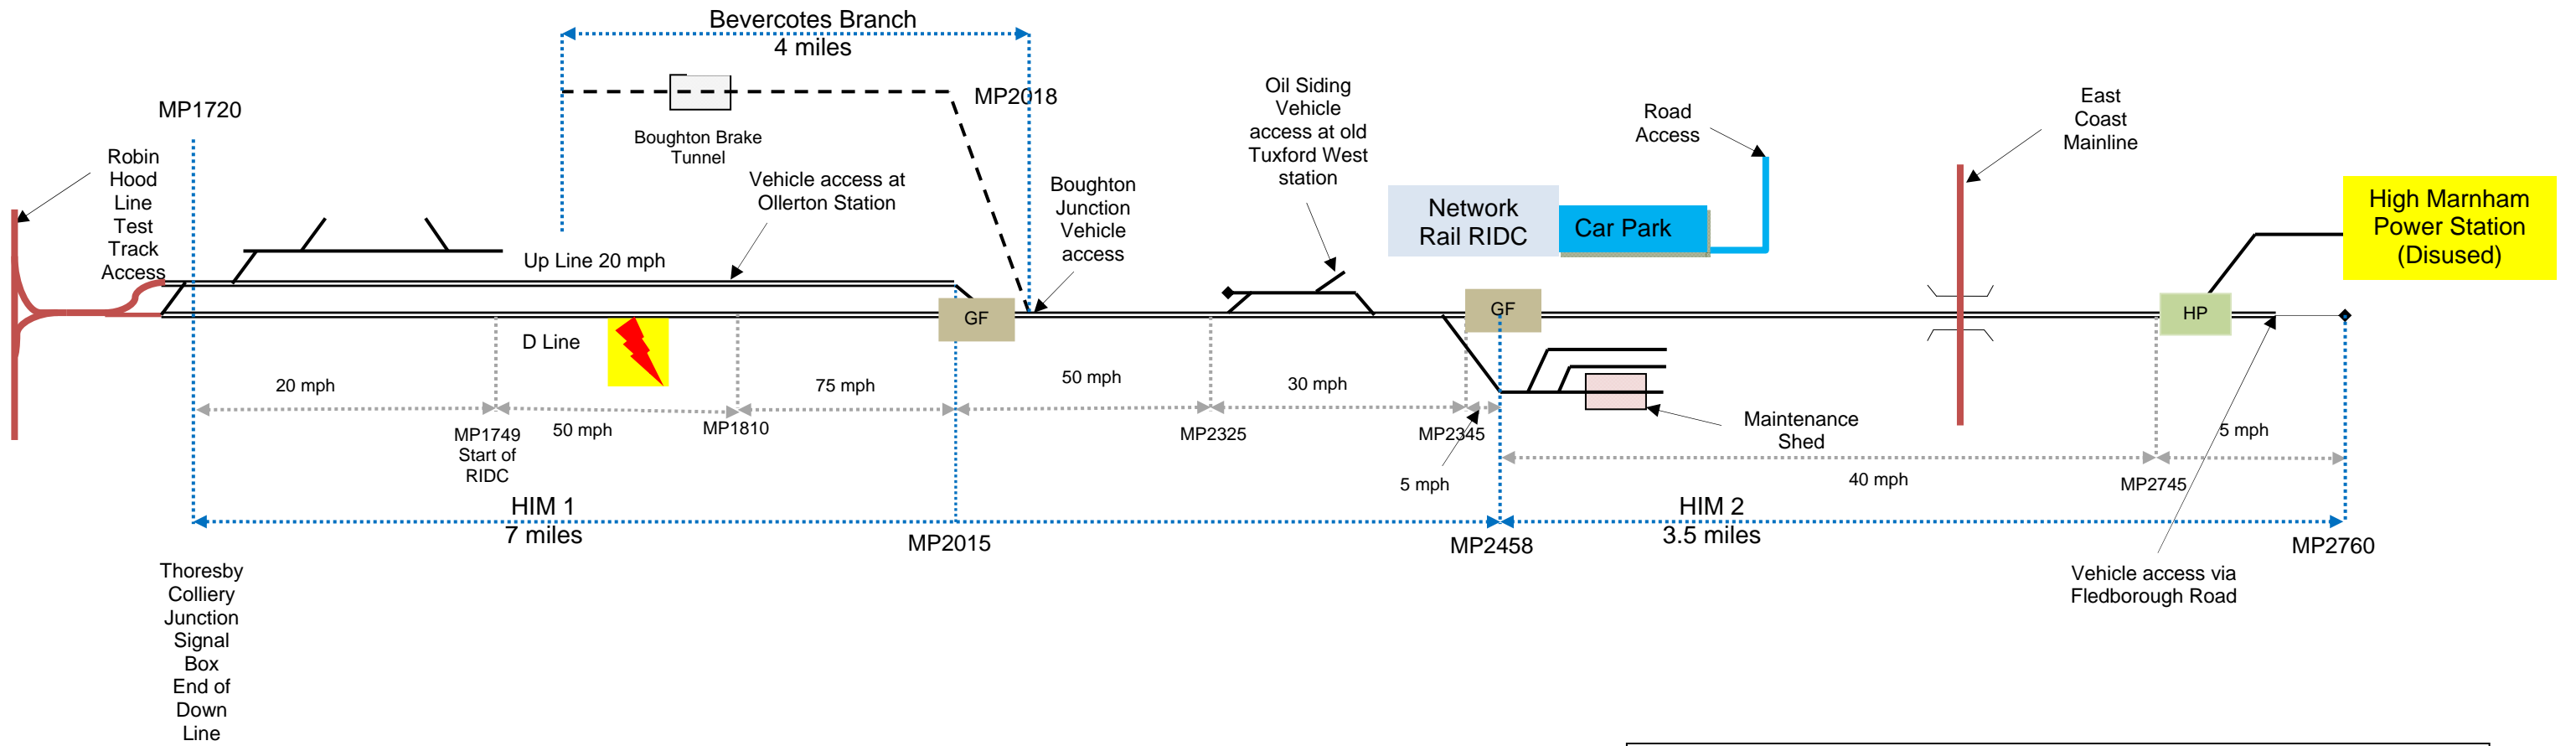 Bevercotes Branch
4 miles
MP1720
MP2018
Boughton Brake
Tunnel
Robin
Hood
Line
Test
Track
Access
Vehicle access at
Ollerton Station
Up Line 20 mph
Boughton
Junction
Vehicle
access
Oil Siding
Vehicle
access at old
Tuxford West
station
Network
Rail RIDC
Car Park
Road
Access
East
Coast
Mainline
High Marnham
Power Station
(Disused)
GF
GF
HP
D Line
20 mph
50 mph
75 mph
50 mph
30 mph
5 mph
40 mph
5 mph
MP1749
Start of
RIDC
MP1810
MP2325
MP2345
Maintenance
Shed
MP2745
HIM 1
7 miles
HIM 2
3.5 miles
MP2015
MP2458
MP2760
Vehicle access via
Fledborough Road
Thoresby
Colliery
Junction
Signal
Box
End of
Down
Line